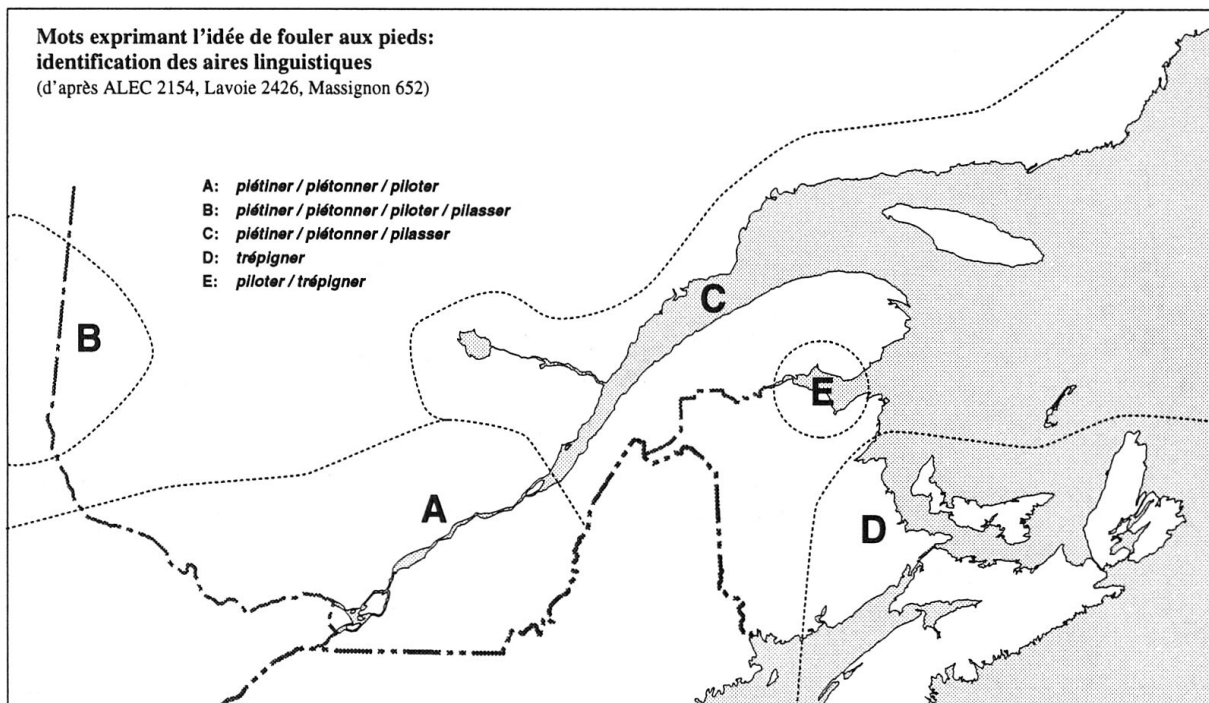 Mots exprimant l'idée de fouler aux pieds:
identification des aires linguistiques
(d'après ALEC 2154, Lavoie 2426, Massignon 652)
A: piétiner / piétonner / piloter
B: piétiner / piétonner / piloter / pilasser
C: piétiner / piétonner / pilasser
D: trépigner
E: piloter / trépigner
C
B
E
A
D